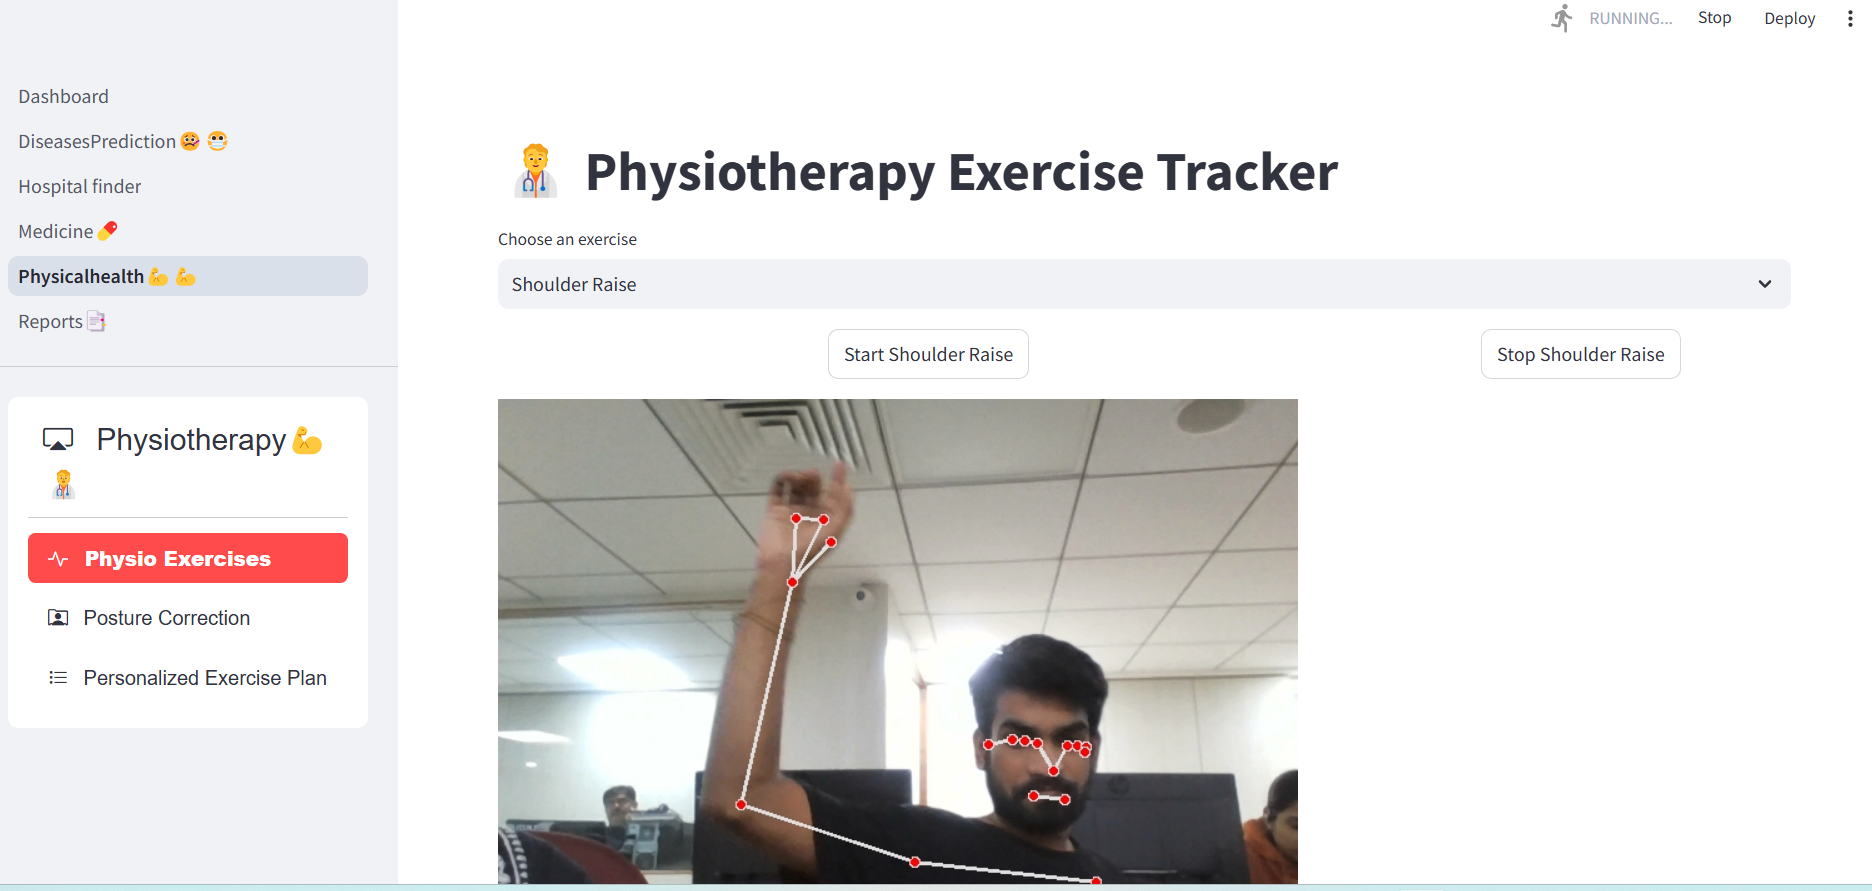 RUNNING...
Stop
Deploy
Dashboard
DiseasesPrediction🤒 😷
Hospital finder
Medicine💊
Physicalhealth💪 💪
Reports📑
Physiotherapy💪
🧑‍⚕️
Physio Exercises
Posture Correction
Personalized Exercise Plan
🧑‍⚕️ Physiotherapy Exercise Tracker
Choose an exercise
Shoulder Raise
Start Shoulder Raise
Stop Shoulder Raise